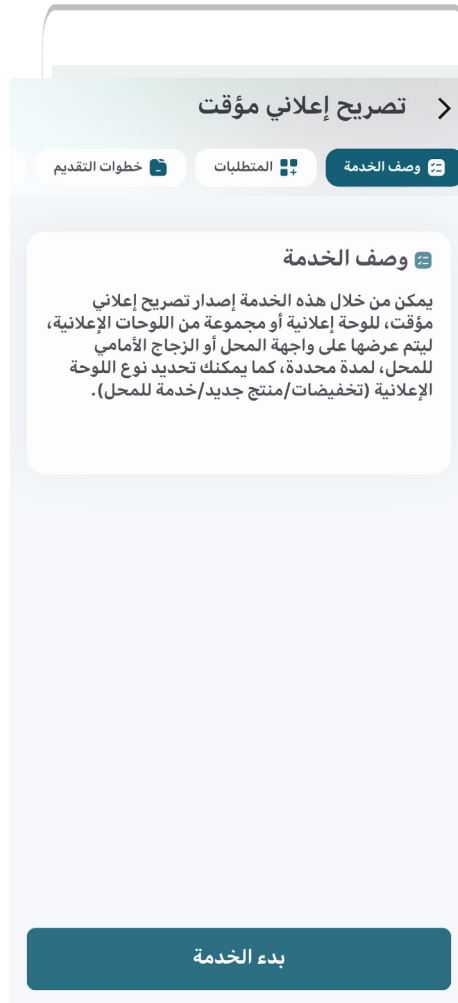 تصريح إعلاني مؤقت
وصف الخدمة
المتطلبات
خطوات التقديم
وصف الخدمة
يمكن من خلال هذه الخدمة إصدار تصريح إعلاني
مؤقت، للوحة إعلانية أو مجموعة من اللوحات الإعلانية،
ليتم عرضها على واجهة المحل أو الزجاج الأمامي
للمحل، لمدة محددة، كما يمكنك تحديد نوع اللوحة
الإعلانية (تخفيضات/منتج جديد/خدمة للمحل).
بدء الخدمة